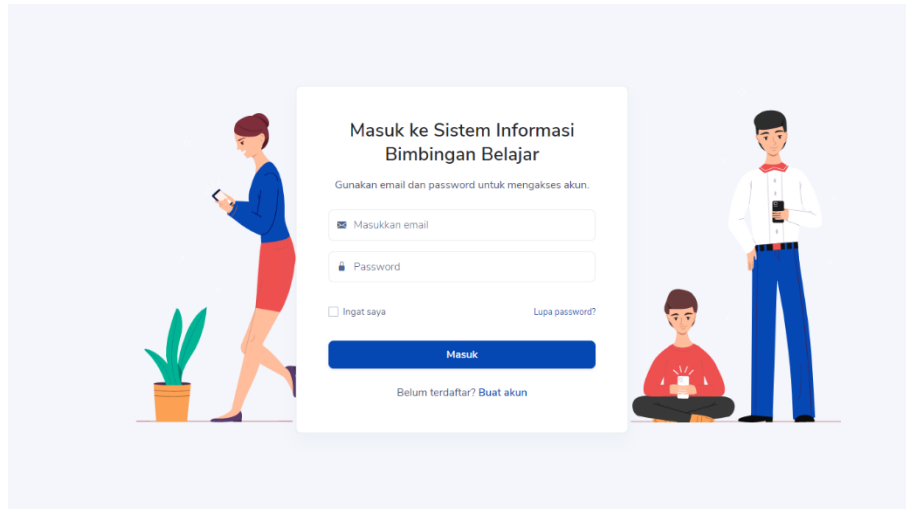 Masuk ke Sistem Informasi
Bimbingan Belajar
Gunakan email dan password untuk mengakses akun.
Masukkan email
Password
Ingat saya
Lupa password?
Masuk
Belum terdaftar? Buat akun